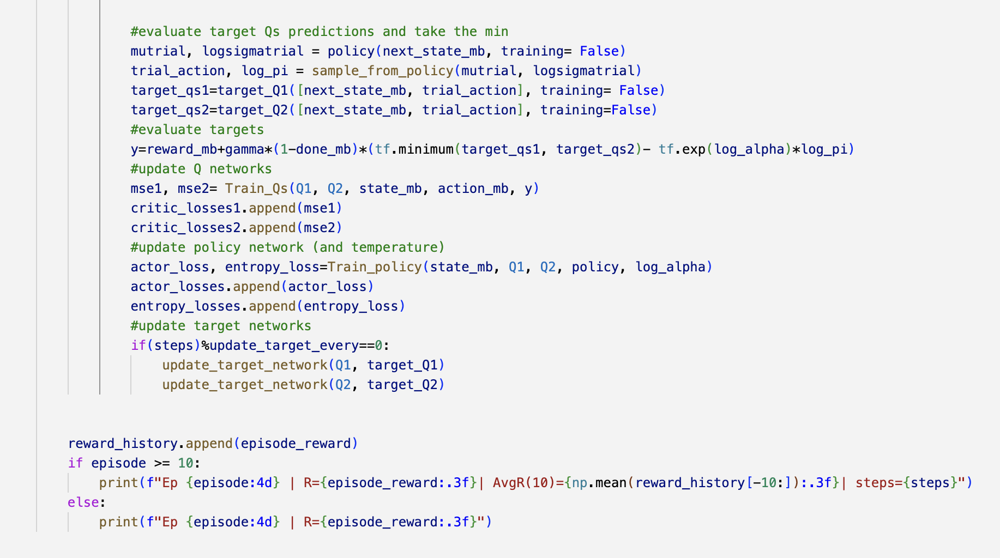 #evaluate target Qs predictions and take the min
mutrial, logsigmatrial = policy(next_state_mb, training= False)
trial_action, log_pi = sample_from_policy(mutrial, logsigmatrial)
target_qs1=target_Q1([next_state_mb, trial_action], training= False)
target_qs2=target_Q2([next_state_mb, trial_action], training=False)
#evaluate targets
y=reward_mb+gamma*(1-done_mb)*(tf.minimum(target_qs1, target_qs2)- tf.exp(log_alpha)*log_pi)
#update Q networks
mse1, mse2= Train_Qs(Q1, Q2, state_mb, action_mb, y)
critic_losses1.append(mse1)
critic_losses2.append(mse2)
#update policy network (and temperature)
actor_loss, entropy_loss=Train_policy(state_mb, Q1, Q2, policy, log_alpha)
actor_losses.append(actor_loss)
entropy_losses.append(entropy_loss)
#update target networks
if(steps)%update_target_every==0:
update_target_network(Q1, target_Q1)
update_target_network(Q2, target_Q2)
reward_history.append(episode_reward)
if episode >= 10:
print(f"Ep {episode:4d} | R={episode_reward:.3f}| AvgR(10)={np.mean(reward_history[-10:]):.3f}| steps={steps}")
else:
print(f"Ep {episode:4d} | R={episode_reward:.3f}")